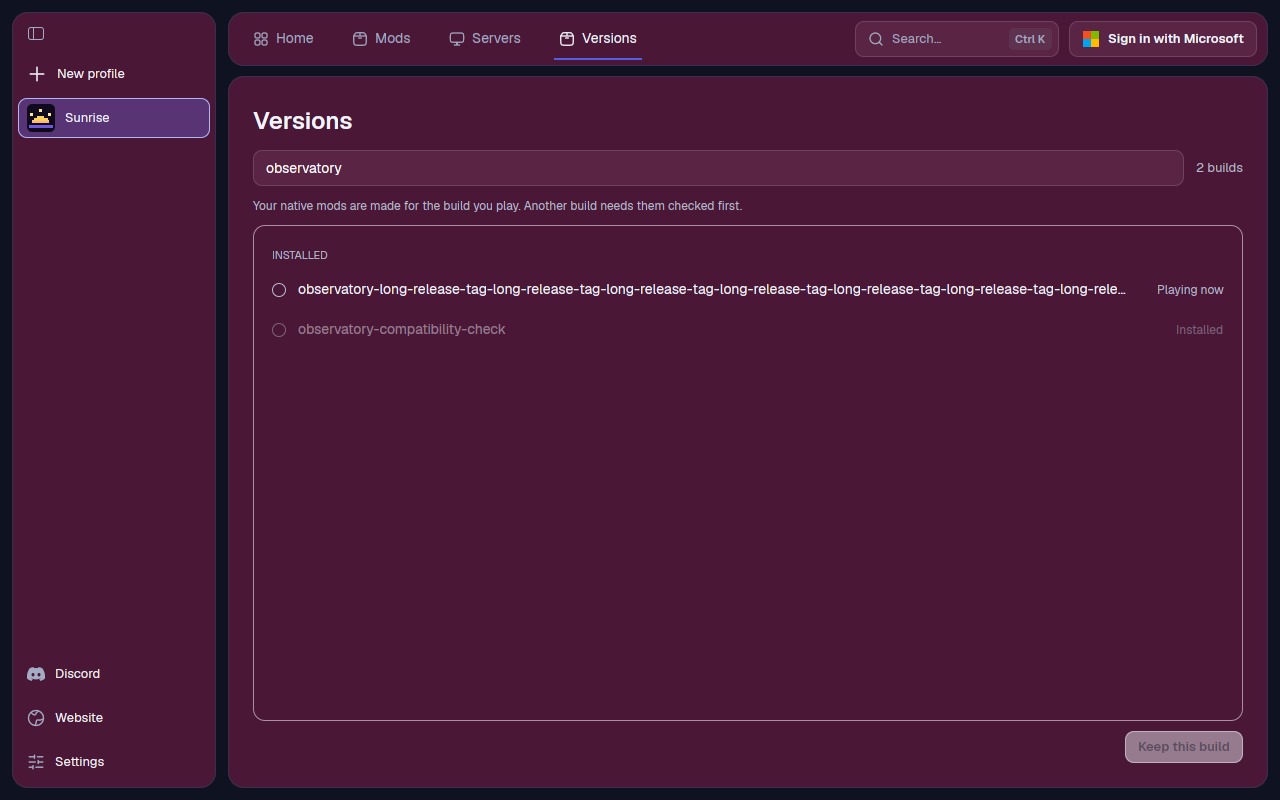 New profile
Sunrise
Discord
Website
Settings
Home
Mods
Servers
Versions
Search...
Ctrl K
Sign in with Microsoft
Versions
observatory
2 builds
Your native mods are made for the build you play. Another build needs them checked first.
INSTALLED
observatory-long-release-tag-long-release-tag-long-release-tag-long-release-tag-long-release-tag-long-release-tag-long-rele...
Playing now
observatory-compatibility-check
Installed
Keep this build